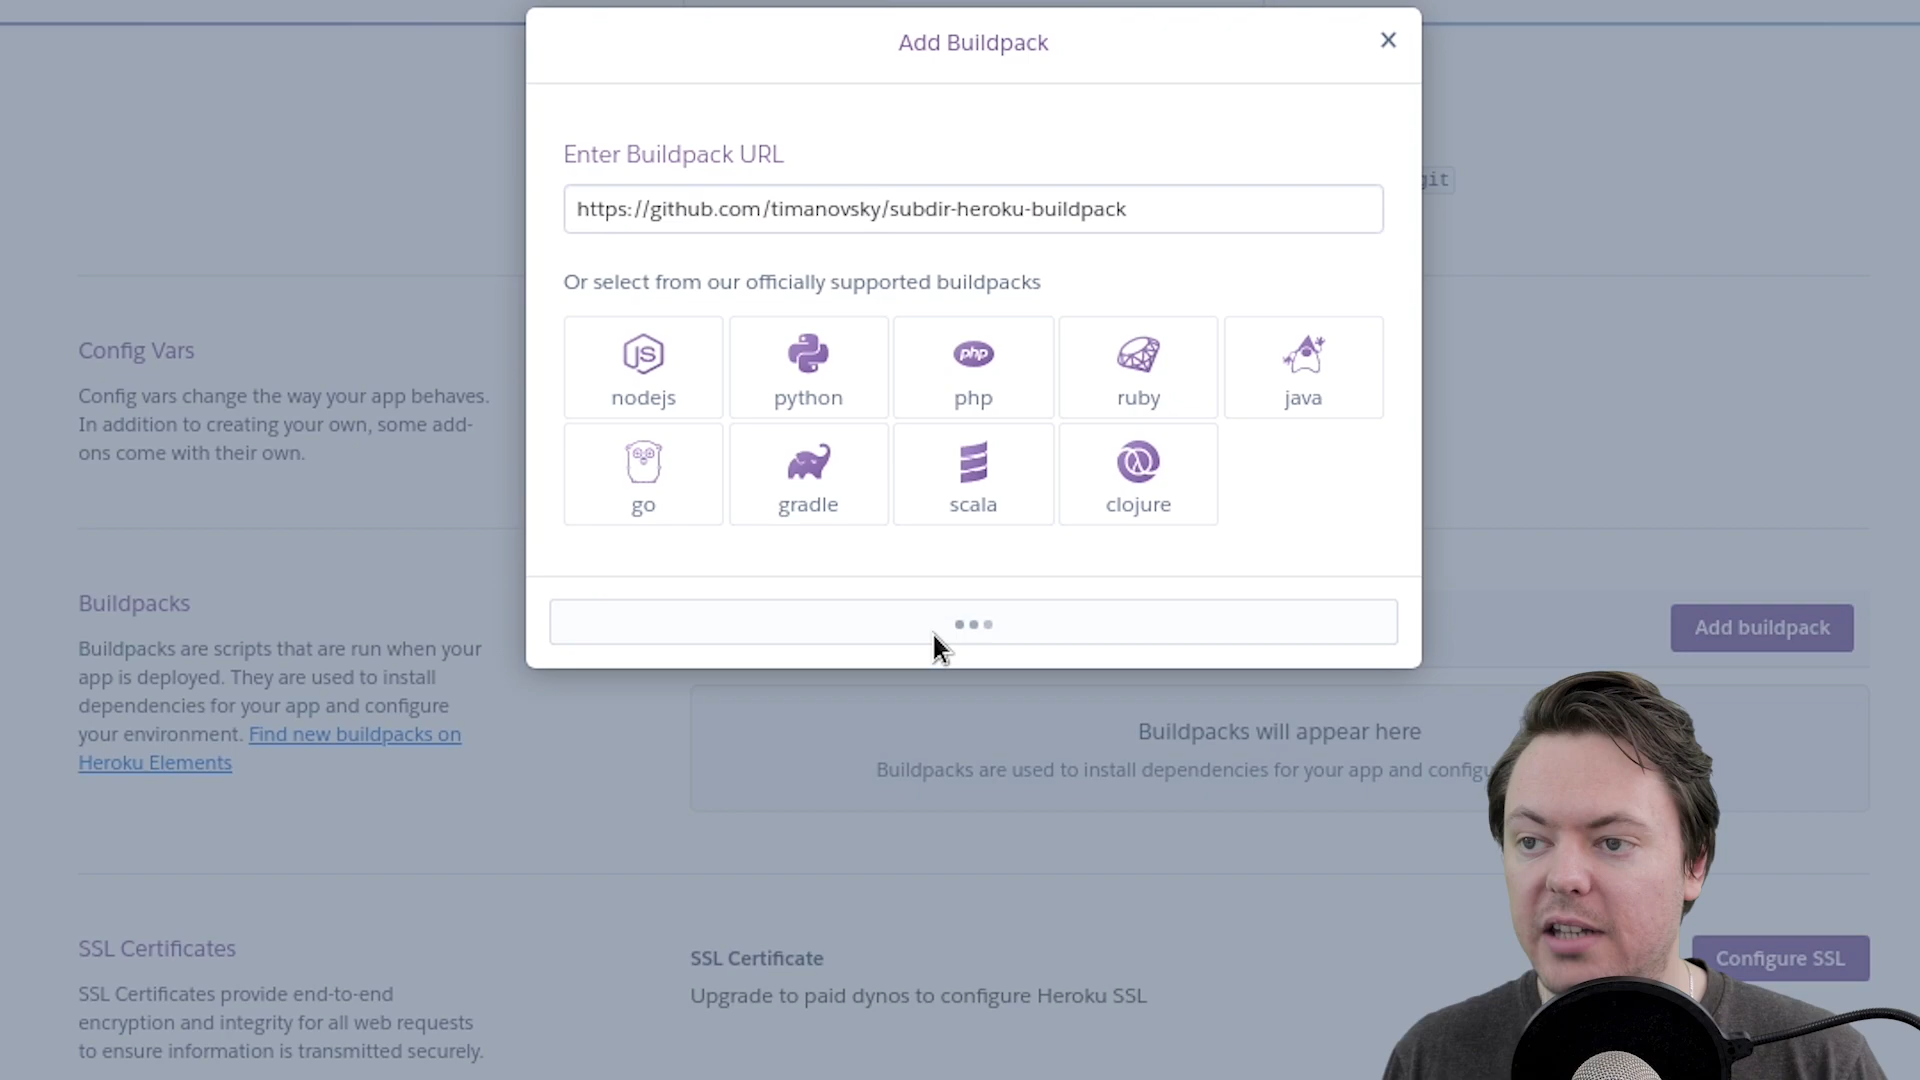 Add Buildpack
Enter Buildpack URL
https://github.com/timanovsky/subdir-heroku-buildpack
git
Or select from our officially supported buildpacks
JS
php
nodejs
python
php
ruby
java
go
gradle
scala
clojure
Config Vars
Config vars change the way your app behaves.
In addition to creating your own, some add-
ons come with their own.
Buildpacks
Buildpacks are scripts that are run when your
app is deployed. They are used to install
dependencies for your app and configure
your environment. Find new buildpacks on
Heroku Elements
Add buildpack
Buildpacks will appear here
Buildpacks are used to install dependencies for your app and configu
SSL Certificates
SSL Certificates provide end-to-end
encryption and integrity for all web requests
to ensure information is transmitted securely.
SSL Certificate
Upgrade to paid dynos to configure Heroku SSL
Configure SSL